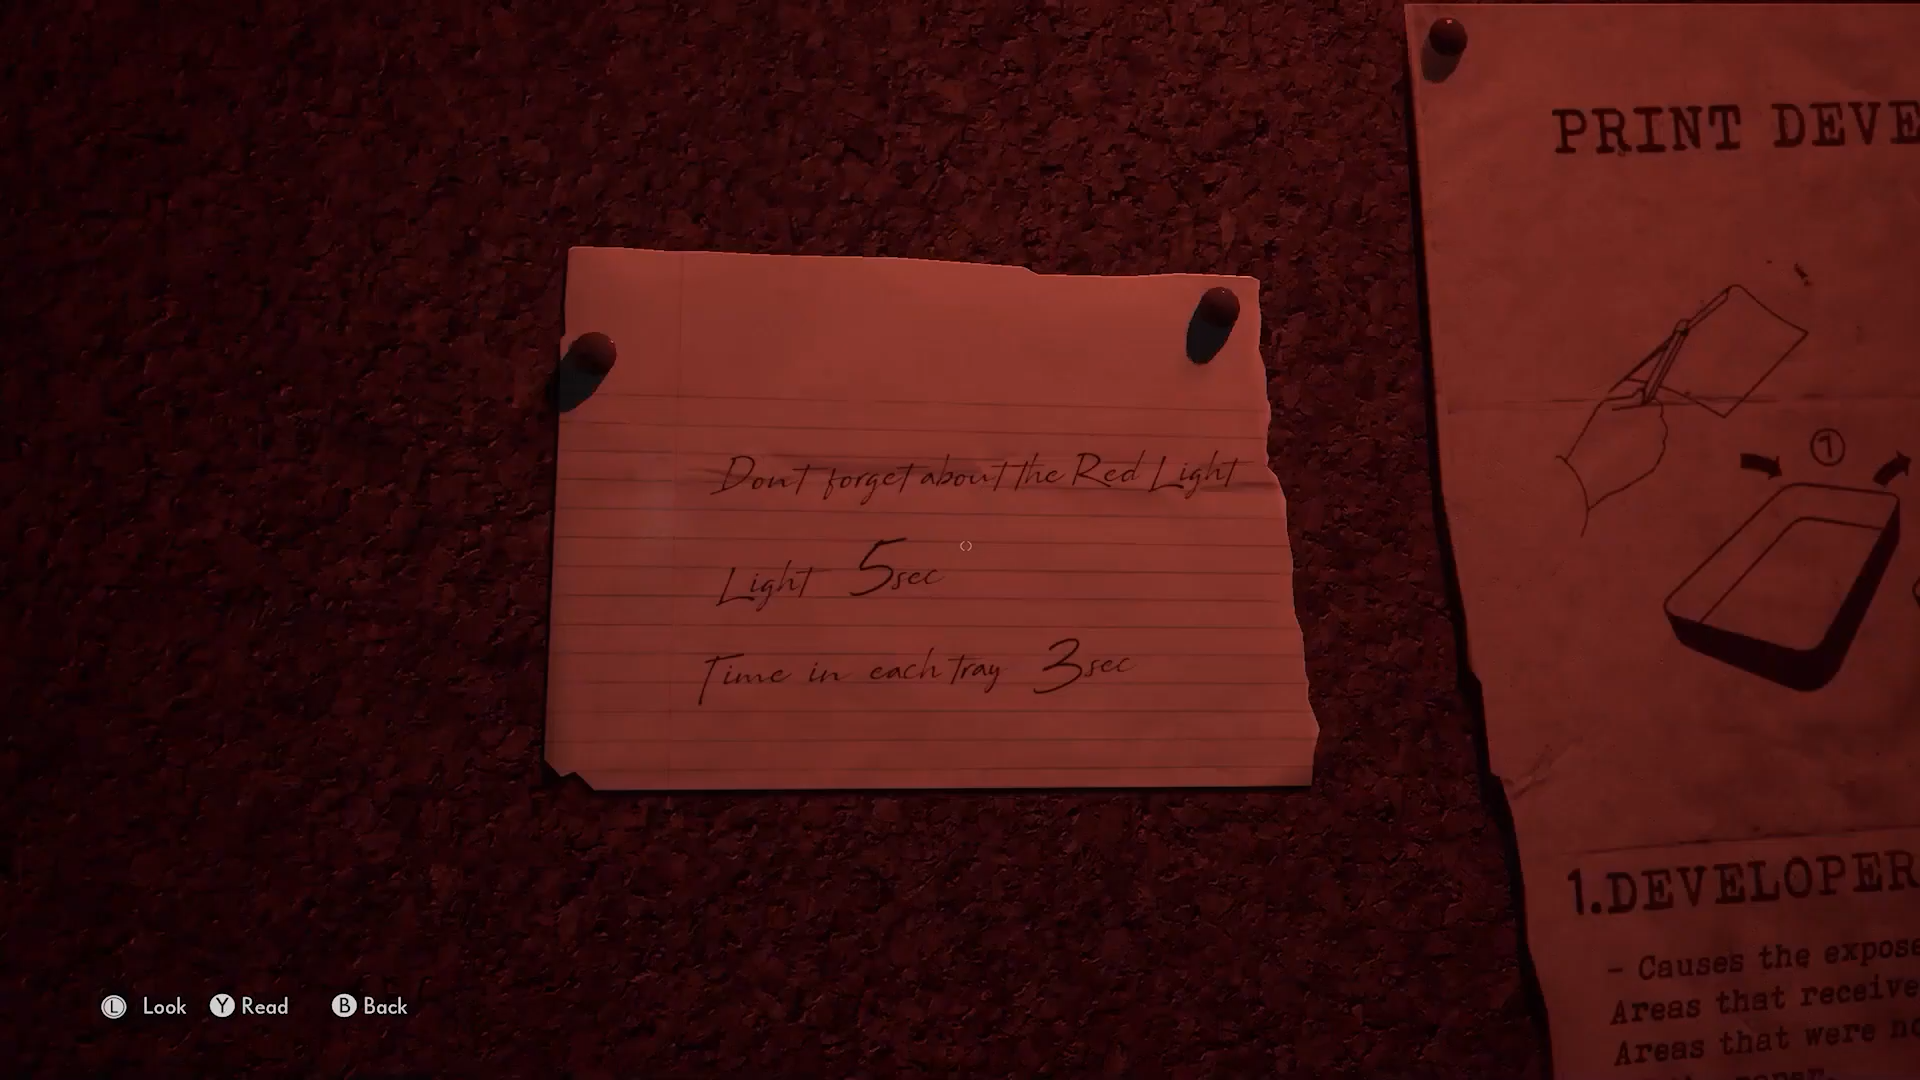 Dont forget about the Red Light
Light 5sec
Time in each tray 3sec
PRINT DEVE
1
1.DEVELOPER
- Causes the expose
Areas that receive
Areas that were no
L Look Y Read B Back